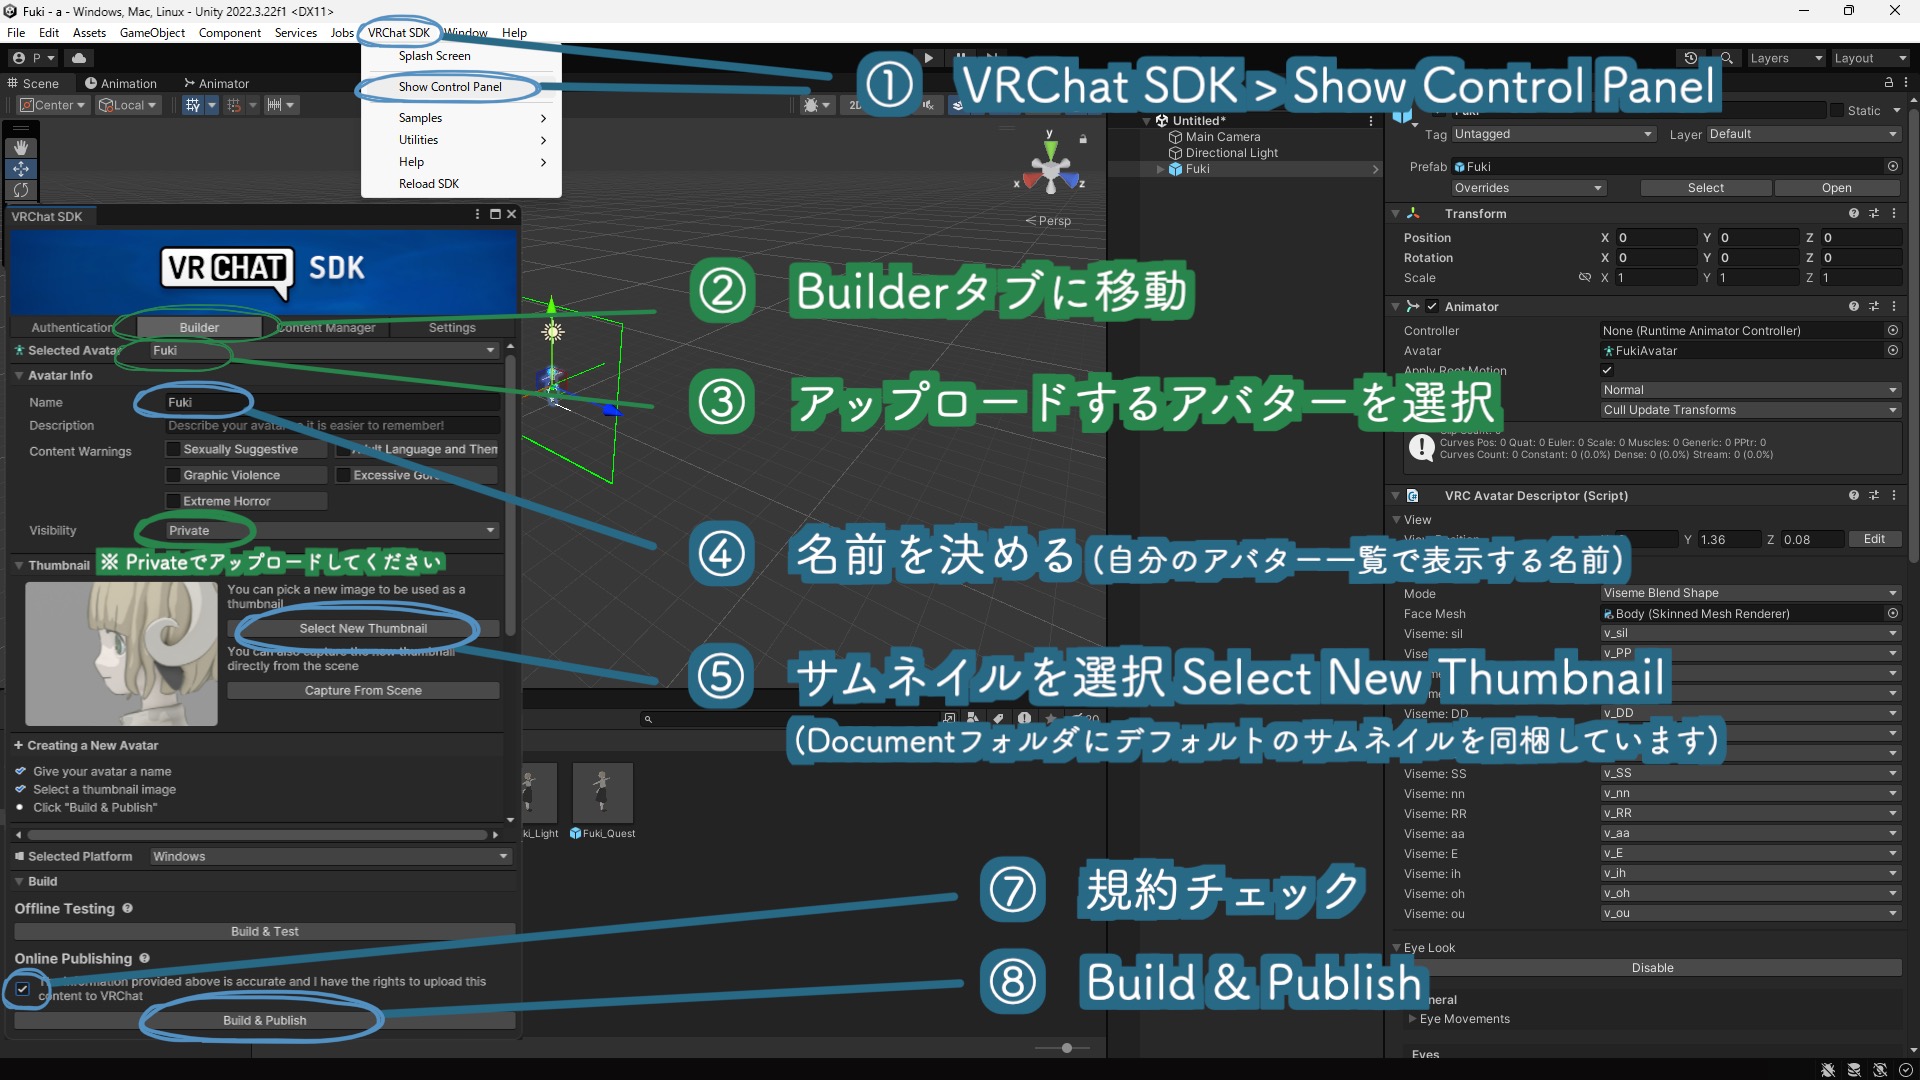 Fuki - a - Windows, Mac, Linux - Unity 2022.3.22f1 <DX11>
File Edit Assets GameObject Component Services Jobs VRChat SDK Window Help
P
Layers Layout
Splash Screen
Show Control Panel
Samples
Utilities
Help
Reload SDK
① VRChat SDK > Show Control Panel
Scene Animation Animator
Center Local
2D
Untitled*
Main Camera
Directional Light
Fuki
y
x
z
Persp
Static
Tag Untagged Layer Default
Prefab Fuki
Overrides Select Open
Transform
Position X 0 Y 0 Z 0
Rotation X 0 Y 0 Z 0
Scale X 1 Y 1 Z 1
Animator
Controller None (Runtime Animator Controller)
Avatar FukiAvatar
Apply Root Motion
Normal
Cull Update Transforms
Curves Pos: 0 Quat: 0 Euler: 0 Scale: 0 Muscles: 0 Generic: 0 PPtr: 0
Curves Count: 0 Constant: 0 (0.0%) Dense: 0 (0.0%) Stream: 0 (0.0%)
VRC Avatar Descriptor (Script)
View
Y 1.36 Z 0.08 Edit
Mode Viseme Blend Shape
Face Mesh Body (Skinned Mesh Renderer)
Viseme: sil v_sil
v_PP
Viseme: DD v_DD
Viseme: SS v_SS
Viseme: nn v_nn
Viseme: RR v_RR
Viseme: aa v_aa
Viseme: E v_E
Viseme: ih v_ih
Viseme: oh v_oh
Viseme: ou v_ou
Eye Look
Disable
Eye Movements
Eyes
VRChat SDK
VRCHAT SDK
Authentication Builder Content Manager Settings
Selected Avatar Fuki
Avatar Info
Name Fuki
Description Describe your avatar so it is easier to remember!
Content Warnings Sexually Suggestive Adult Language and Them
Graphic Violence Excessive Gore
Extreme Horror
Visibility Private
※ Privateでアップロードしてください
Thumbnail
You can pick a new image to be used as a
thumbnail
Select New Thumbnail
You can also capture the new thumbnail
directly from the scene
Capture From Scene
Creating a New Avatar
Give your avatar a name
Select a thumbnail image
Click "Build & Publish"
Selected Platform Windows
Build
Offline Testing
Build & Test
Online Publishing
The information provided above is accurate and I have the rights to upload this
content to VRChat
Build & Publish
② Builderタブに移動
③ アップロードするアバターを選択
④ 名前を決める (自分のアバター一覧で表示する名前)
⑤ サムネイルを選択 Select New Thumbnail
(Documentフォルダにデフォルトのサムネイルを同梱しています)
ki_Light Fuki_Quest
⑦ 規約チェック
⑧ Build & Publish